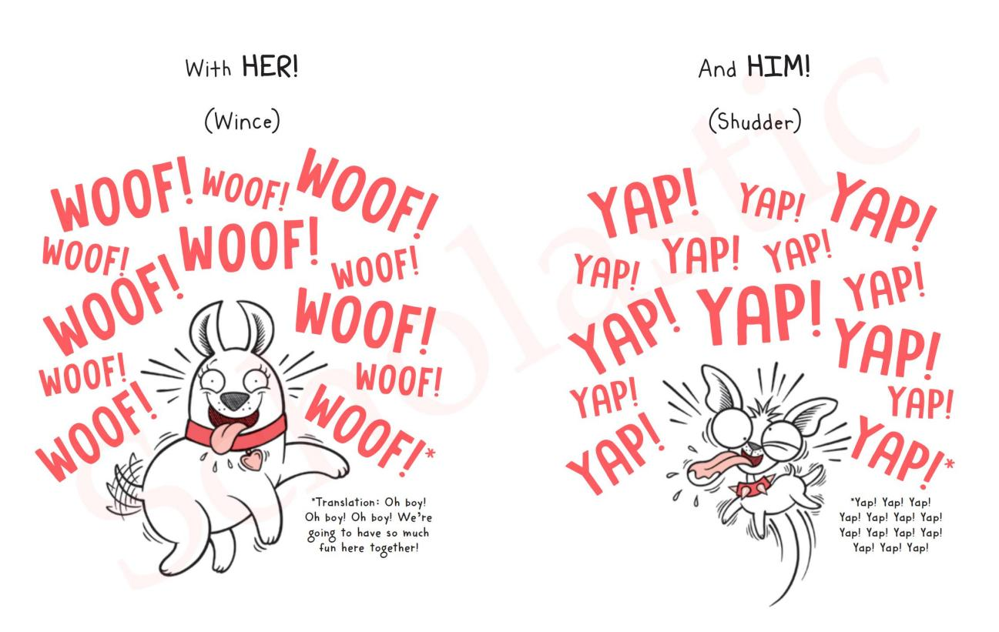 With HER!
(Wince)
WOOF! WOOF! WOOF!
WOOF! WOOF! WOOF!
WOOF! WOOF!
WOOF! WOOF!
WOOF! WOOF!*
*Translation: Oh boy!
Oh boy! Oh boy! We're
going to have so much
fun here together!
And HIM!
(Shudder)
YAP! YAP! YAP!
YAP! YAP! YAP!
YAP! YAP! YAP!
YAP!
YAP! YAP!
YAP! YAP!*
*Yap! Yap! Yap!
Yap! Yap! Yap! Yap!
Yap! Yap! Yap! Yap!
Yap! Yap! Yap!
Scholastic